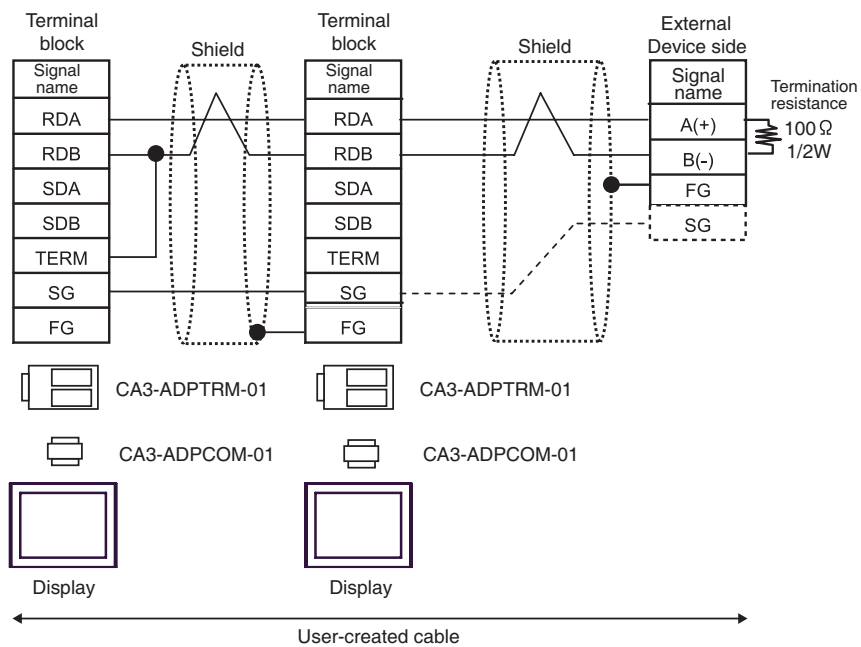 Terminal
block
Shield
Terminal
block
Shield
External
Device side
Signal
name
RDA
RDB
SDA
SDB
TERM
SG
FG
Signal
name
RDA
RDB
SDA
SDB
TERM
SG
FG
Signal
name
A(+)
B(-)
FG
SG
Termination
resistance
100Ω
1/2W
CA3-ADPTRM-01
CA3-ADPTRM-01
CA3-ADPCOM-01
CA3-ADPCOM-01
Display
Display
User-created cable